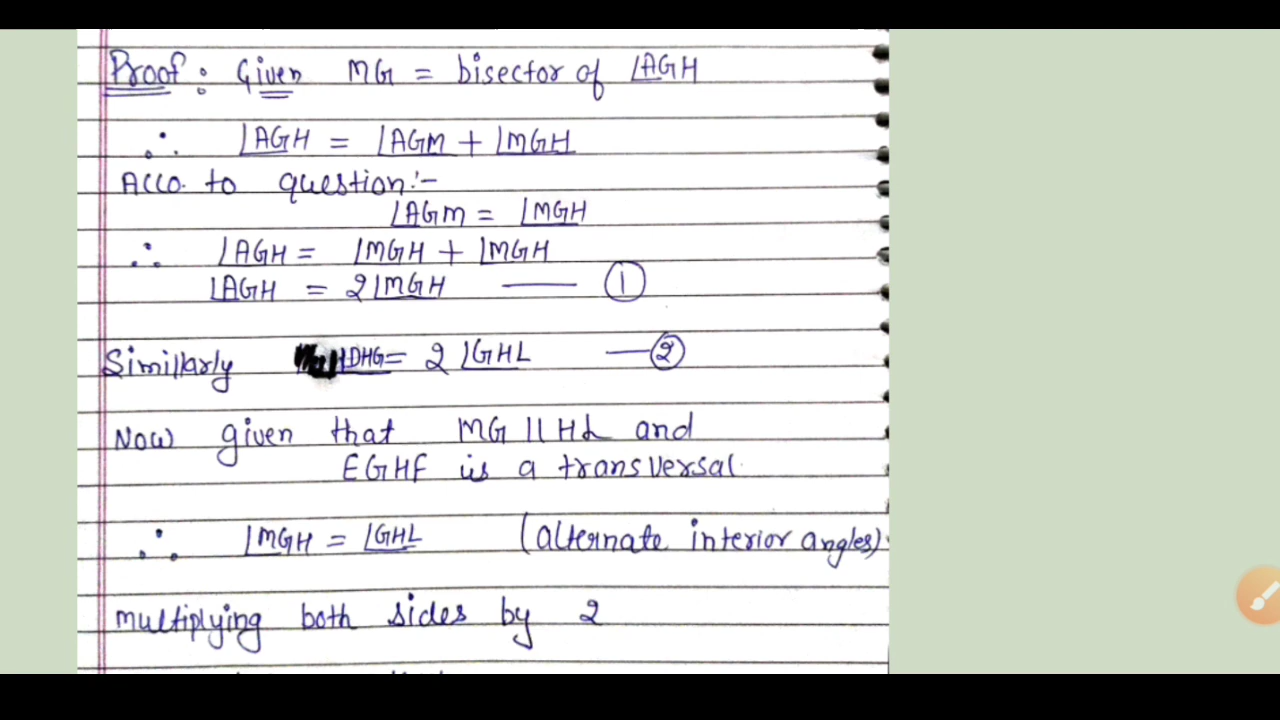 Proof : Given MG = bisector of ∠AGH
∴ ∠AGH = ∠AGM + ∠MGH
Acco. to question :-
∠AGM = ∠MGH
∴ ∠AGH = ∠MGH + ∠MGH
∠AGH = 2∠MGH —— ①
Simillarly ∠DHG = 2 ∠GHL —— ②
Now given that MG || HL and
EGHF is a transversal.
∴ ∠MGH = ∠GHL (alternate interior angles)
multiplying both sides by 2